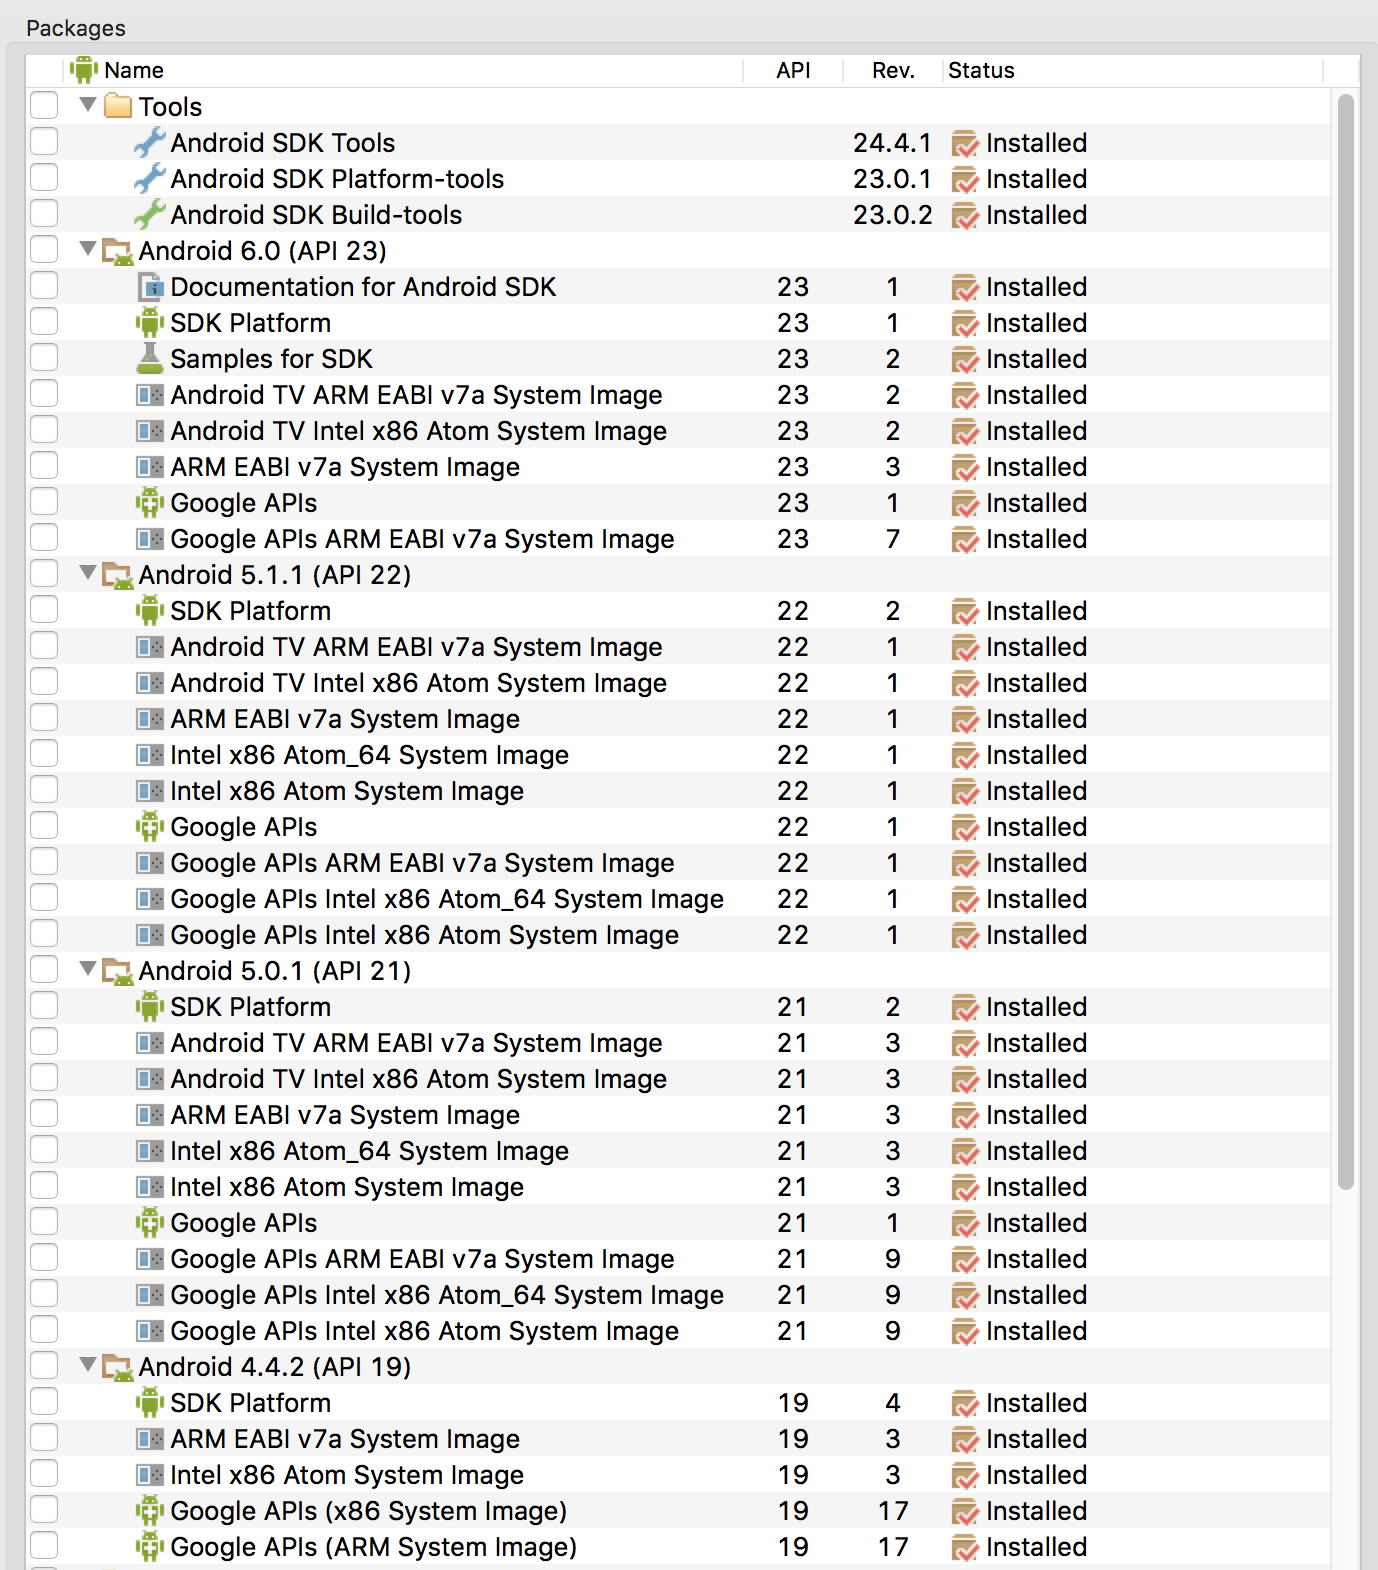 Packages
Name API Rev. Status
Tools
Android SDK Tools 24.4.1 Installed
Android SDK Platform-tools 23.0.1 Installed
Android SDK Build-tools 23.0.2 Installed
Android 6.0 (API 23)
Documentation for Android SDK 23 1 Installed
SDK Platform 23 1 Installed
Samples for SDK 23 2 Installed
Android TV ARM EABI v7a System Image 23 2 Installed
Android TV Intel x86 Atom System Image 23 2 Installed
ARM EABI v7a System Image 23 3 Installed
Google APIs 23 1 Installed
Google APIs ARM EABI v7a System Image 23 7 Installed
Android 5.1.1 (API 22)
SDK Platform 22 2 Installed
Android TV ARM EABI v7a System Image 22 1 Installed
Android TV Intel x86 Atom System Image 22 1 Installed
ARM EABI v7a System Image 22 1 Installed
Intel x86 Atom_64 System Image 22 1 Installed
Intel x86 Atom System Image 22 1 Installed
Google APIs 22 1 Installed
Google APIs ARM EABI v7a System Image 22 1 Installed
Google APIs Intel x86 Atom_64 System Image 22 1 Installed
Google APIs Intel x86 Atom System Image 22 1 Installed
Android 5.0.1 (API 21)
SDK Platform 21 2 Installed
Android TV ARM EABI v7a System Image 21 3 Installed
Android TV Intel x86 Atom System Image 21 3 Installed
ARM EABI v7a System Image 21 3 Installed
Intel x86 Atom_64 System Image 21 3 Installed
Intel x86 Atom System Image 21 3 Installed
Google APIs 21 1 Installed
Google APIs ARM EABI v7a System Image 21 9 Installed
Google APIs Intel x86 Atom_64 System Image 21 9 Installed
Google APIs Intel x86 Atom System Image 21 9 Installed
Android 4.4.2 (API 19)
SDK Platform 19 4 Installed
ARM EABI v7a System Image 19 3 Installed
Intel x86 Atom System Image 19 3 Installed
Google APIs (x86 System Image) 19 17 Installed
Google APIs (ARM System Image) 19 17 Installed